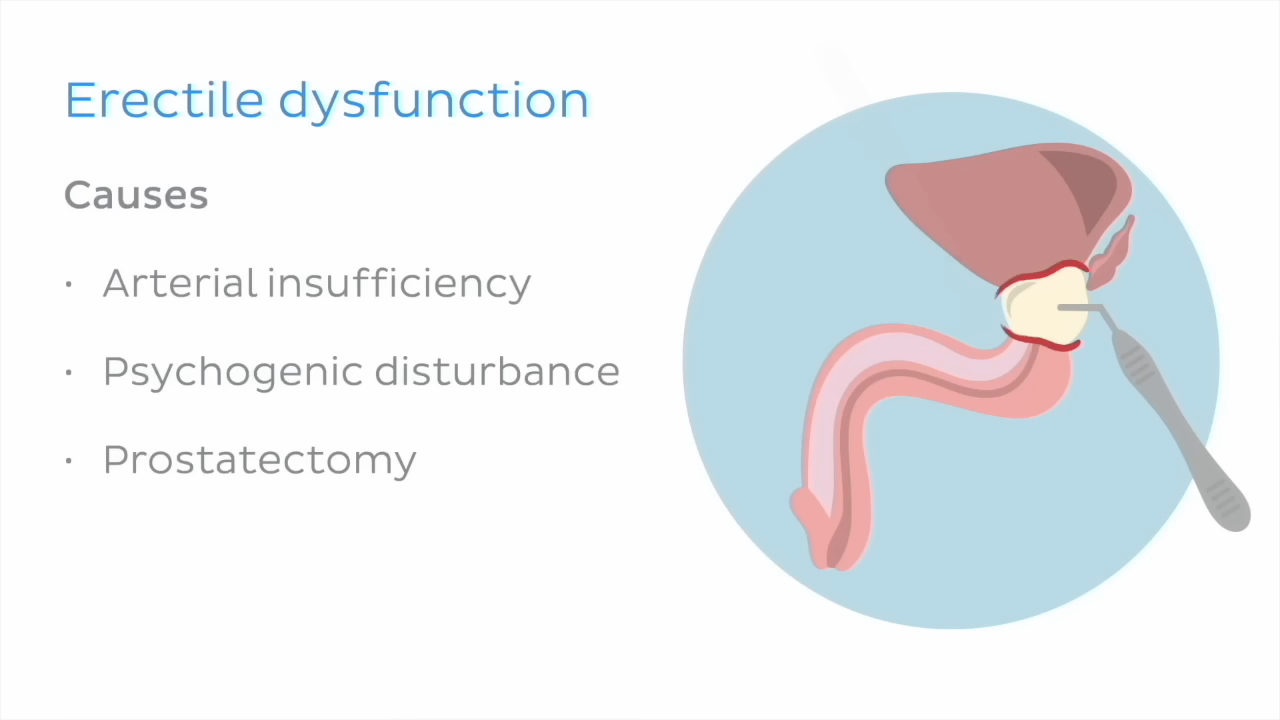 Erectile dysfunction
Causes
· Arterial insufficiency
· Psychogenic disturbance
· Prostatectomy